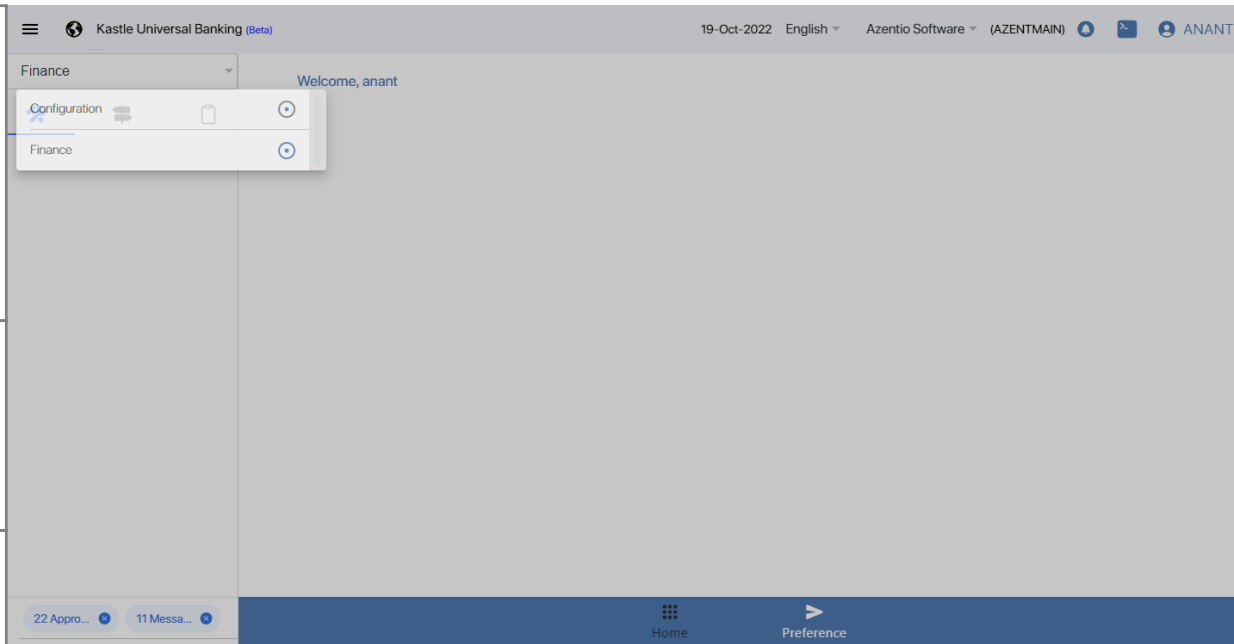 Kastle Universal Banking (Beta) 19-Oct-2022 English Azentio Software (AZENTMAIN) ANANT
Finance
Welcome, anant
Configuration
Finance
22 Appro... 11 Messa...
Home Preference